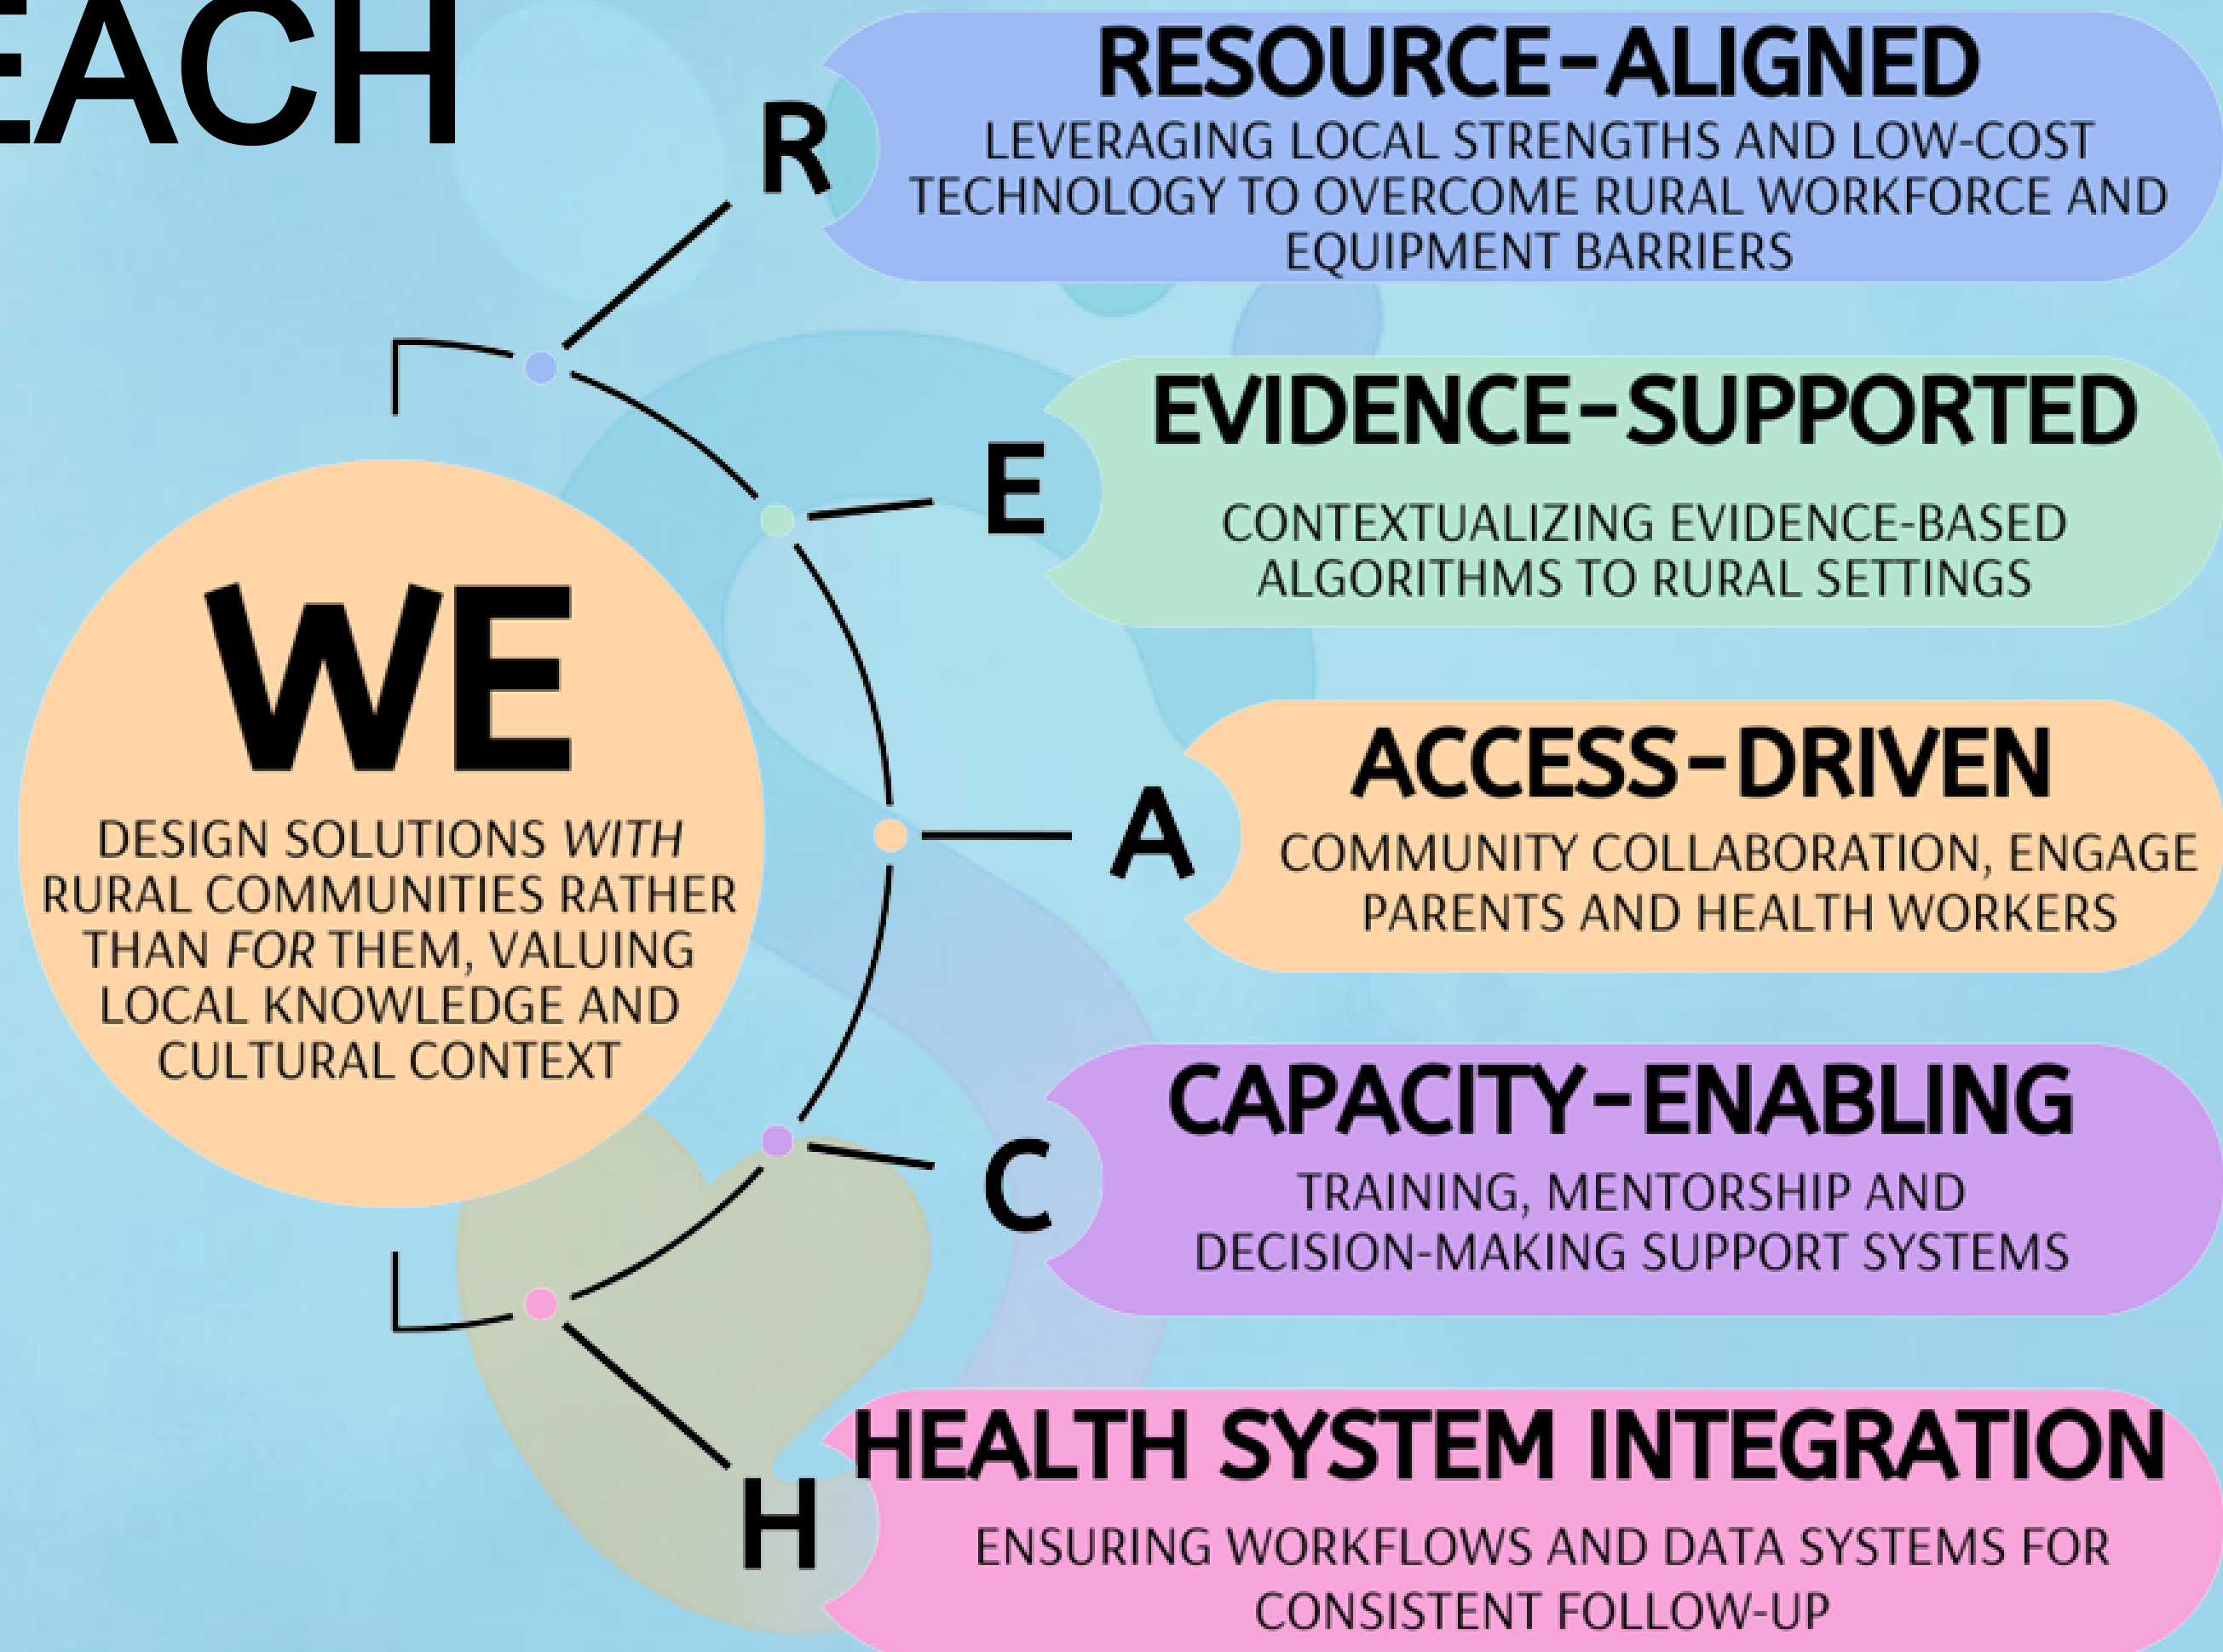 EACH
R
RESOURCE-ALIGNED
LEVERAGING LOCAL STRENGTHS AND LOW-COST
TECHNOLOGY TO OVERCOME RURAL WORKFORCE AND
EQUIPMENT BARRIERS
E
EVIDENCE-SUPPORTED
CONTEXTUALIZING EVIDENCE-BASED
ALGORITHMS TO RURAL SETTINGS
WE
DESIGN SOLUTIONS WITH
RURAL COMMUNITIES RATHER
THAN FOR THEM, VALUING
LOCAL KNOWLEDGE AND
CULTURAL CONTEXT
A
ACCESS-DRIVEN
COMMUNITY COLLABORATION, ENGAGE
PARENTS AND HEALTH WORKERS
C
CAPACITY-ENABLING
TRAINING, MENTORSHIP AND
DECISION-MAKING SUPPORT SYSTEMS
H
HEALTH SYSTEM INTEGRATION
ENSURING WORKFLOWS AND DATA SYSTEMS FOR
CONSISTENT FOLLOW-UP